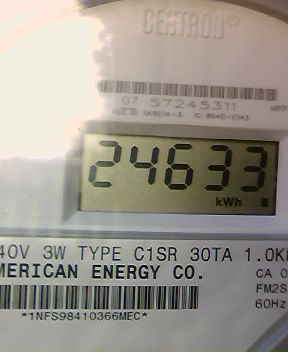 CENTRON®
07 57245311
24633
kWh
40V 3W TYPE C1SR 30TA 1.0K
MERICAN ENERGY CO.
CA 0
FM2S
60Hz
*1NFS98410366MEC*